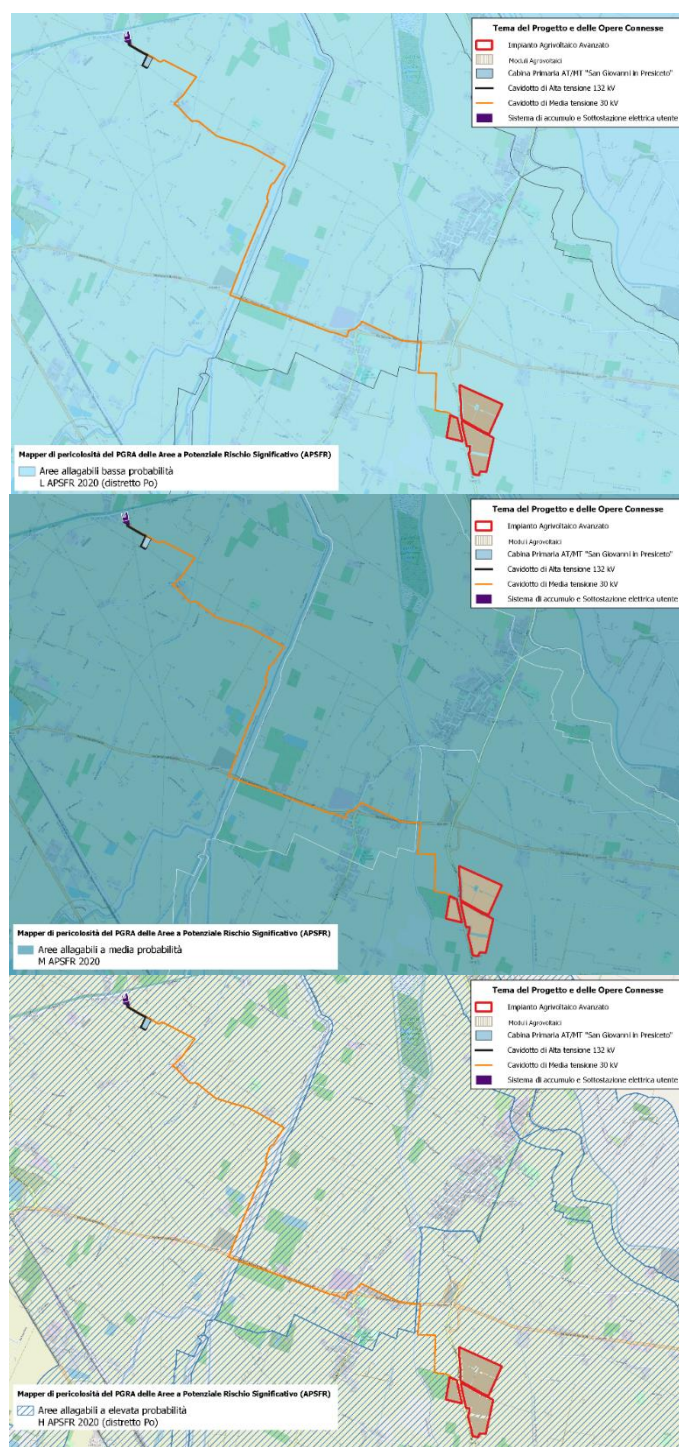 Tema del Progetto e delle Opere Connesse
Impianto Agrivoltaico Avanzato
Moduli Agrovoltaici
Cabina Primaria AT/MT "San Giovanni in Presiceto"
Cavidotto di Alta tensione 132 kV
Cavidotto di Media tensione 30 kV
Sistema di accumulo e Sottostazione elettrica utente
Mapper di pericolosità del PGRA delle Aree a Potenziale Rischio Significativo (APSFR)
Aree allagabili bassa probabilità
L APSFR 2020 (distretto Po)
Tema del Progetto e delle Opere Connesse
Impianto Agrivoltaico Avanzato
Moduli Agrovoltaici
Cabina Primaria AT/MT "San Giovanni in Presiceto"
Cavidotto di Alta tensione 132 kV
Cavidotto di Media tensione 30 kV
Sistema di accumulo e Sottostazione elettrica utente
Mapper di pericolosità del PGRA delle Aree a Potenziale Rischio Significativo (APSFR)
Aree allagabili a media probabilità
M APSFR 2020
Tema del Progetto e delle Opere Connesse
Impianto Agrivoltaico Avanzato
Moduli Agrovoltaici
Cabina Primaria AT/MT "San Giovanni in Presiceto"
Cavidotto di Alta tensione 132 kV
Cavidotto di Media tensione 30 kV
Sistema di accumulo e Sottostazione elettrica utente
Mapper di pericolosità del PGRA delle Aree a Potenziale Rischio Significativo (APSFR)
Aree allagabili a elevata probabilità
H APSFR 2020 (distretto Po)